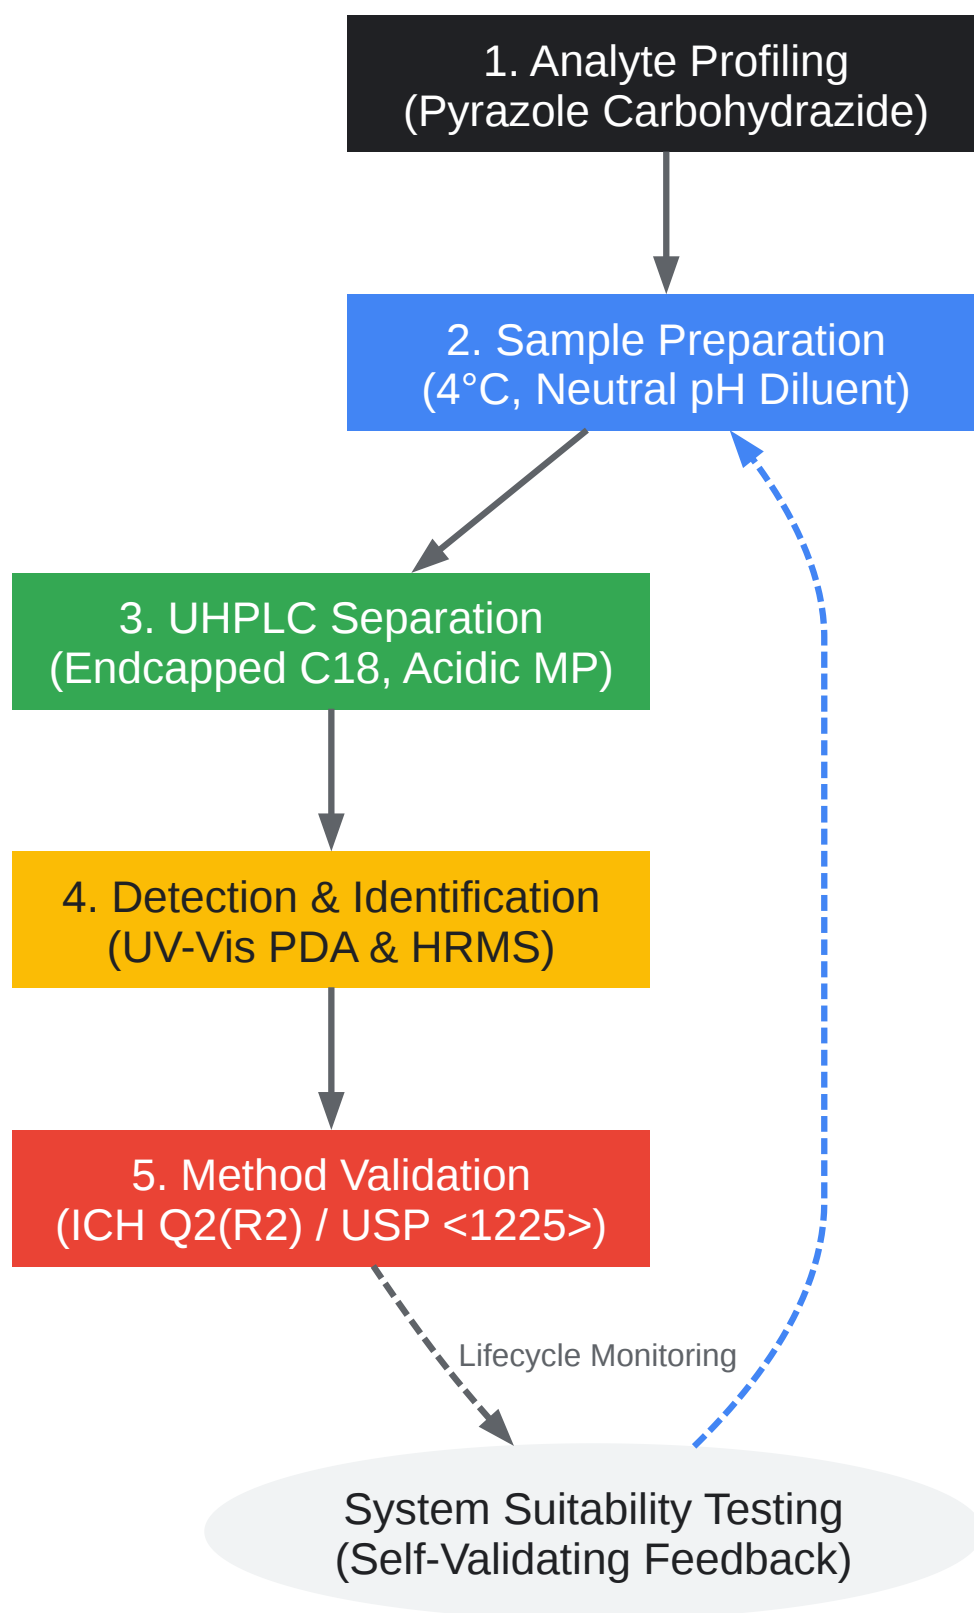 1. Analyte Profiling
(Pyrazole Carbohydrazide)
2. Sample Preparation
(4°C, Neutral pH Diluent)
3. UHPLC Separation
(Endcapped C18, Acidic MP)
4. Detection & Identification
(UV-Vis PDA & HRMS)
5. Method Validation
(ICH Q2(R2) / USP <1225>)
Lifecycle Monitoring
System Suitability Testing
(Self-Validating Feedback)